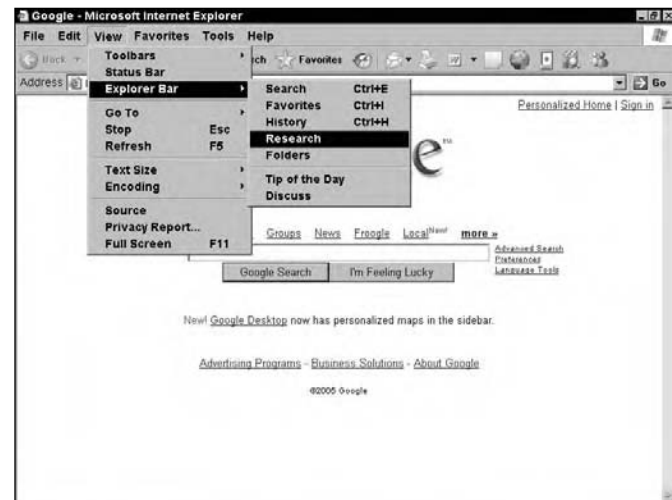 Google - Microsoft Internet Explorer
File Edit View Favorites Tools Help
Back ch Favorites
Address Go
Toolbars
Status Bar
Explorer Bar
Go To
Stop Esc
Refresh F5
Text Size
Encoding
Source
Privacy Report...
Full Screen F11
Search Ctrl+E
Favorites Ctrl+I
History Ctrl+H
Research
Folders
Tip of the Day
Discuss
Personalized Home | Sign in
e TM
Groups News Froogle Local New! more »
Advanced Search
Preferences
Language Tools
Google Search I'm Feeling Lucky
New! Google Desktop now has personalized maps in the sidebar.
Advertising Programs - Business Solutions - About Google
©2005 Google